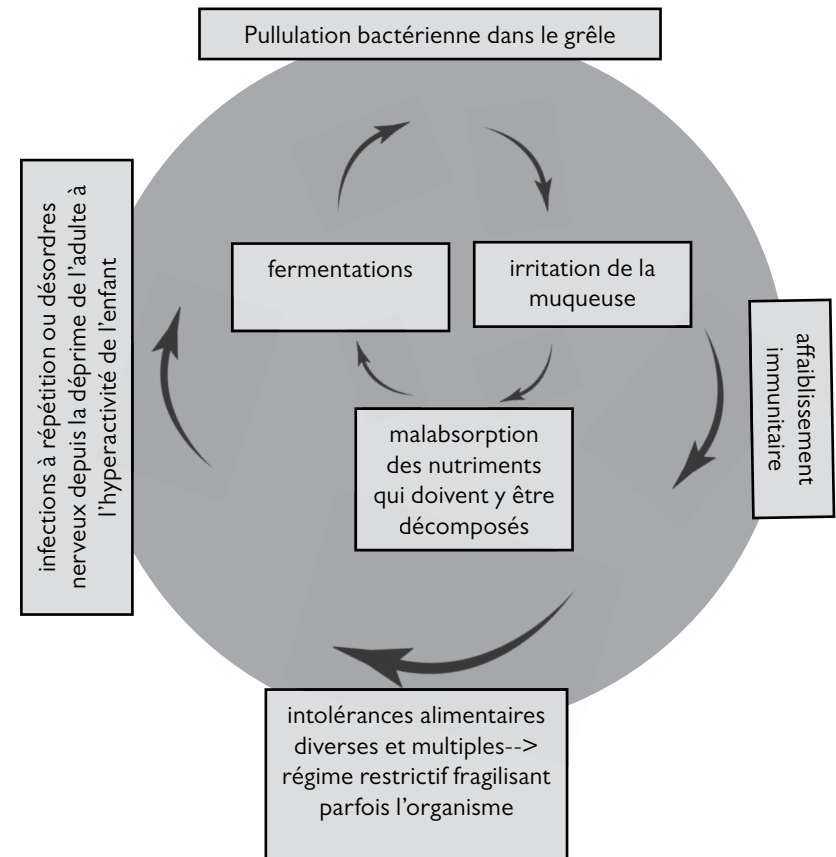 Pullulation bactérienne dans le grêle
fermentations
irritation de la
muqueuse
malabsorption
des nutriments
qui doivent y être
décomposés
affaiblissement
immunitaire
intolérances alimentaires
diverses et multiples-->
régime restrictif fragilisant
parfois l’organisme
infections à répétition ou désordres
nerveux depuis la déprime de l’adulte à
l’hyperactivité de l’enfant